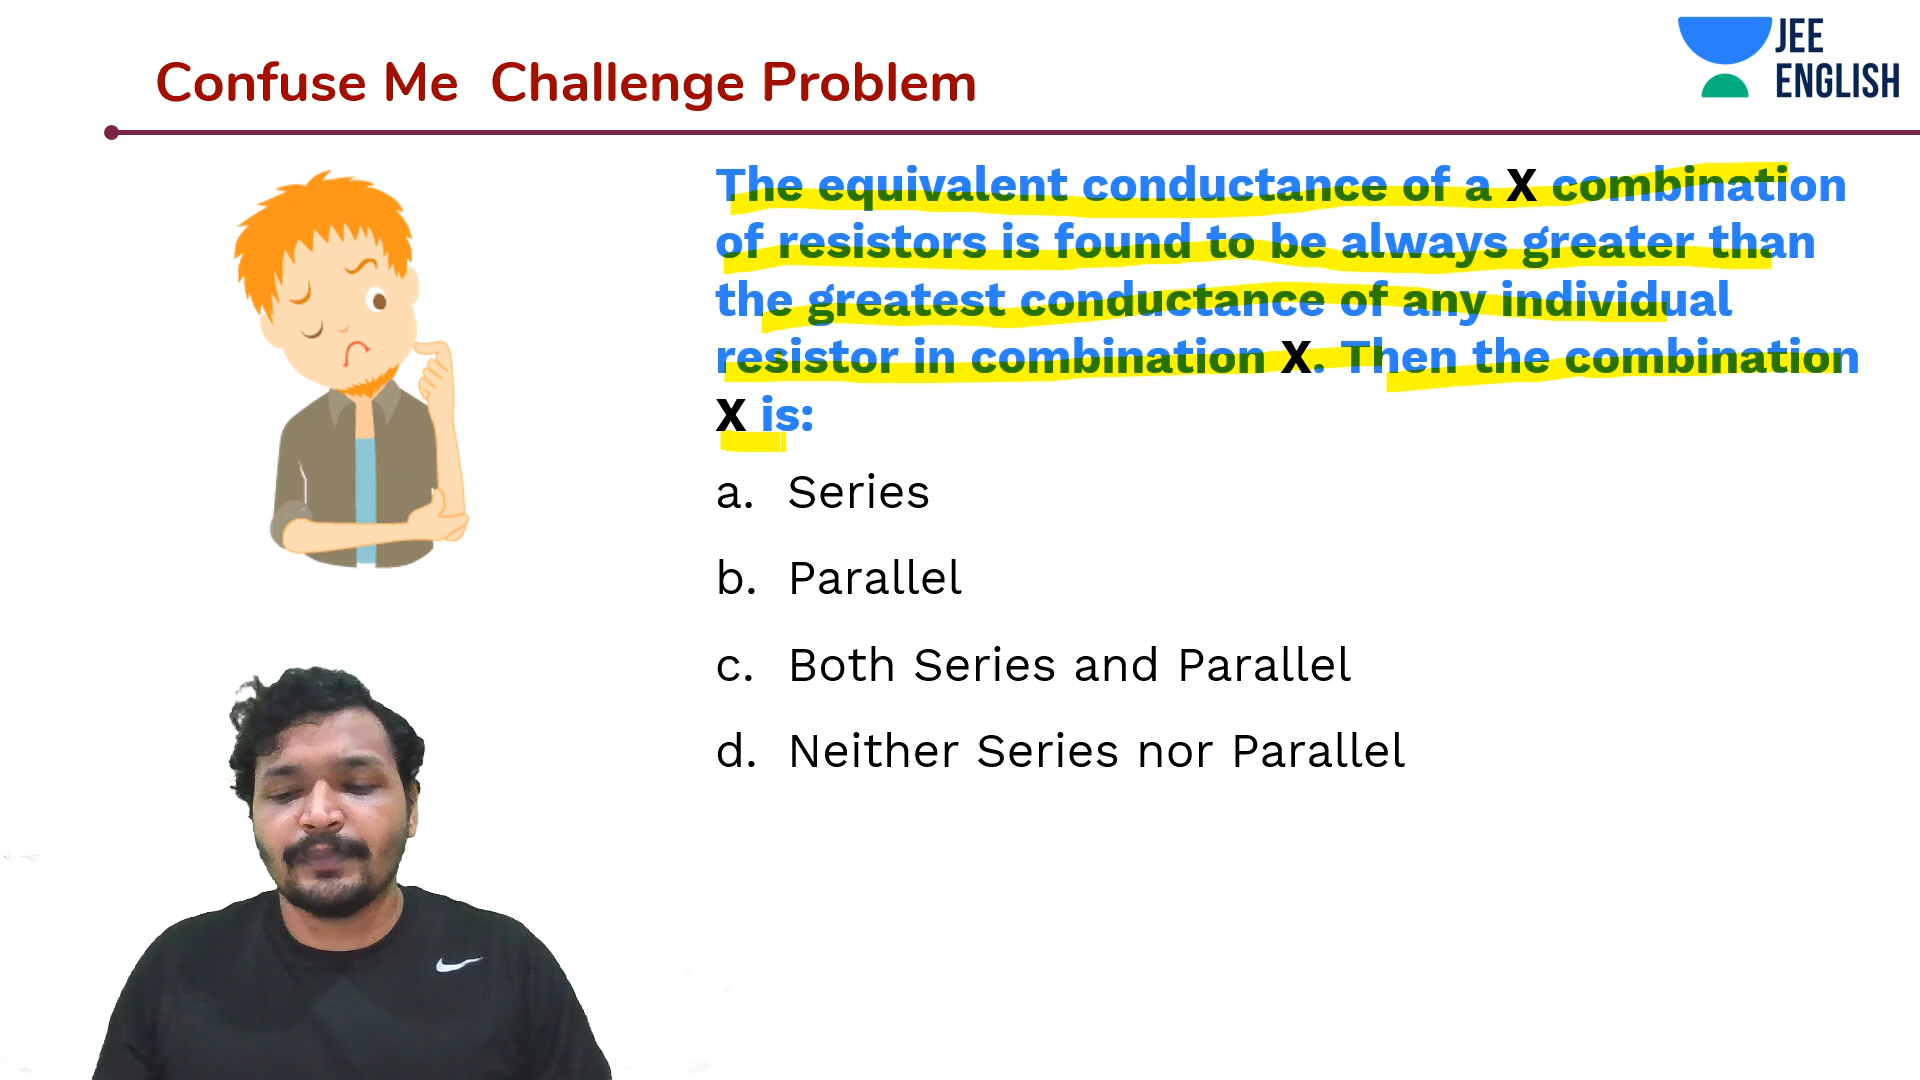 Confuse Me Challenge Problem
JEE
ENGLISH
The equivalent conductance of a X combination
of resistors is found to be always greater than
the greatest conductance of any individual
resistor in combination X. Then the combination
X is:
a. Series
b. Parallel
c. Both Series and Parallel
d. Neither Series nor Parallel